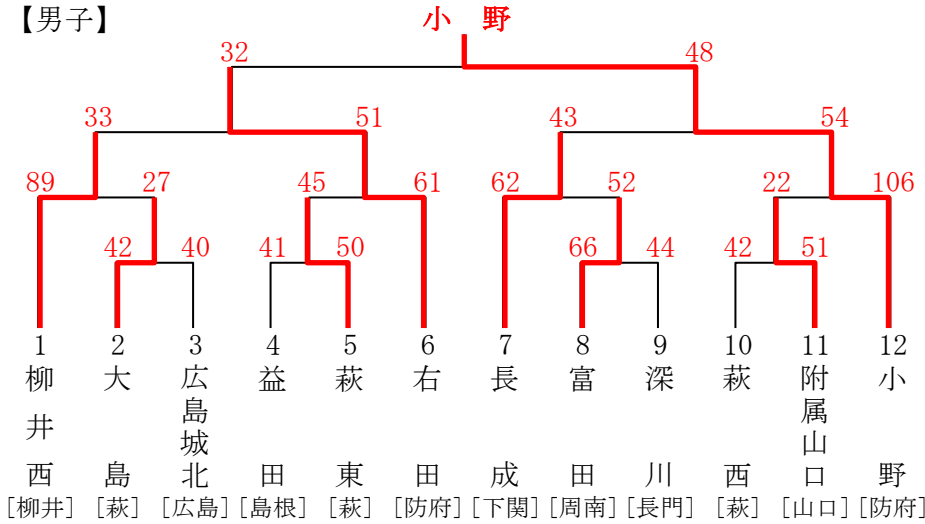 【男子】
小 野
32 48
33 51 43 54
89 27 45 61 62 52 22 106
42 40 41 50 66 44 42 51
1 2 3 4 5 6 7 8 9 10 11 12
柳井西 大島 広島城北 益田 萩東 右田 長成 富田 深川 萩西 附属山口 小野
[柳井] [萩] [広島] [島根] [萩] [防府] [下関] [周南] [長門] [萩] [山口] [防府]